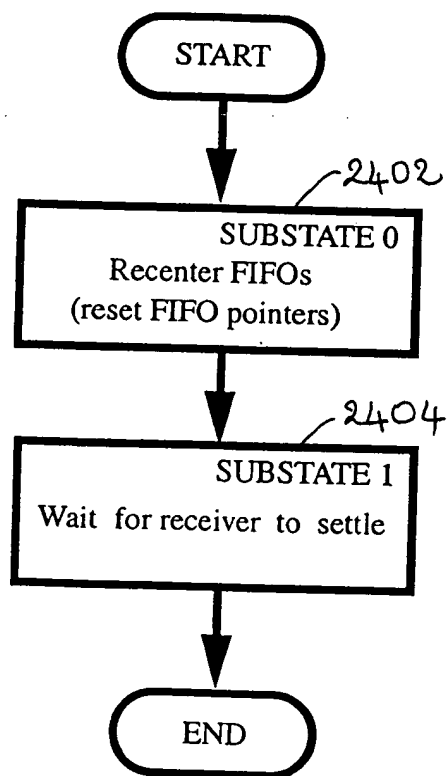 START
2402
SUBSTATE 0
Recenter FIFOs
(reset FIFO pointers)
2404
SUBSTATE 1
Wait for receiver to settle
END